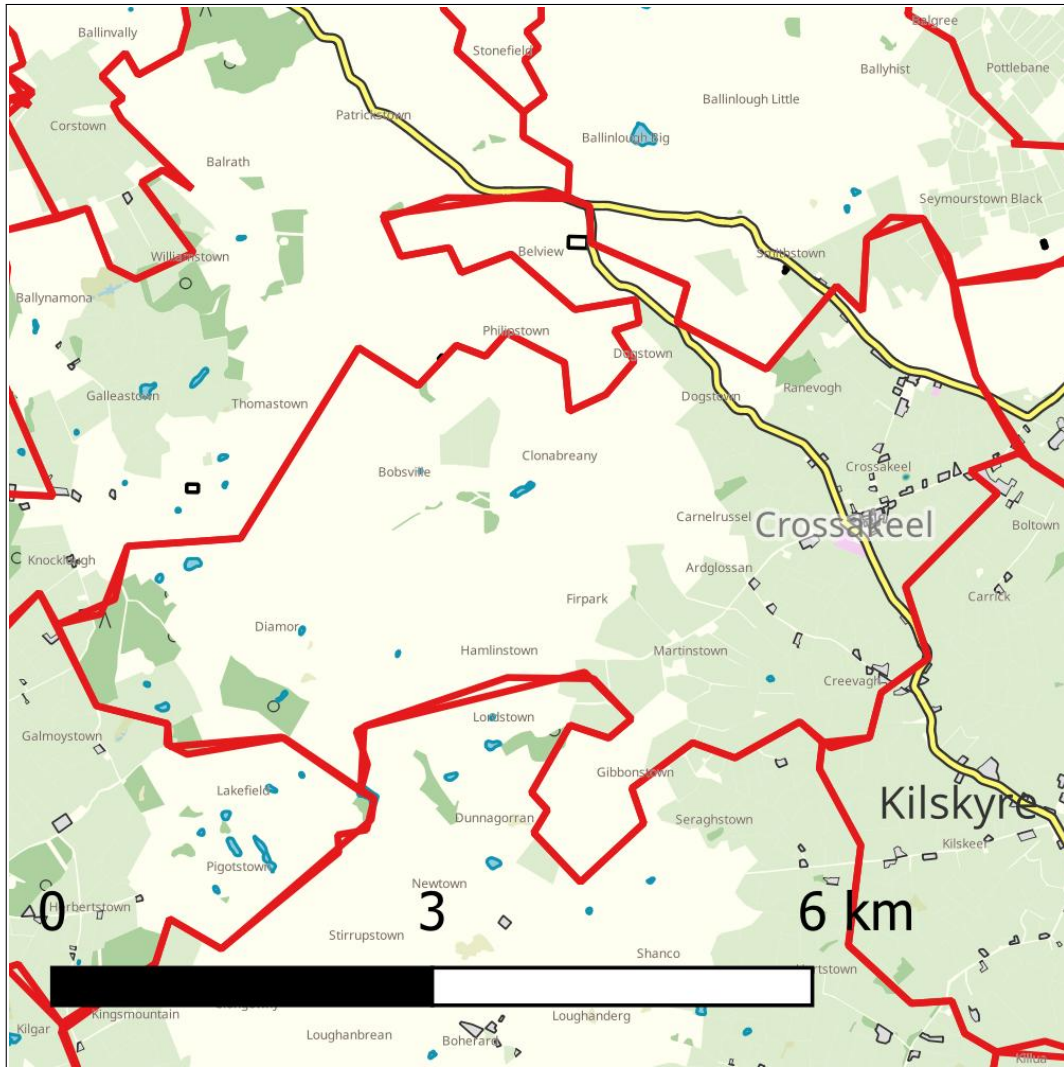 Ballinvally
Balgree
Stonefield
Ballyhist
Pottlebane
Ballinlough Little
Patrickstown
Corstown
Ballinlough Big
Balrath
Seymourstown Black
Belview
Smithstown
Williamstown
Ballynamona
Philipstown
Dogstown
Ranevogh
Galleastown
Thomastown
Dogstown
Clonabreany
Crossakeel
Bobsville
Carnelrussel
Crossakeel
Boltown
Knocklough
Ardglossan
Firpark
Carrick
Diamor
Hamlinstown
Martinstown
Creevagh
Lordstown
Galmoystown
Gibbonstown
Lakefield
Kilskyre
Dunnagorran
Seraghstown
Kilskeer
Pigotstown
Newtown
Herbertstown
0 3 6 km
Stirrupstown
Shanco
Hartstown
Kingsmountain
Loughanderg
Kilgar
Loughanbrean
Boherard
Killua